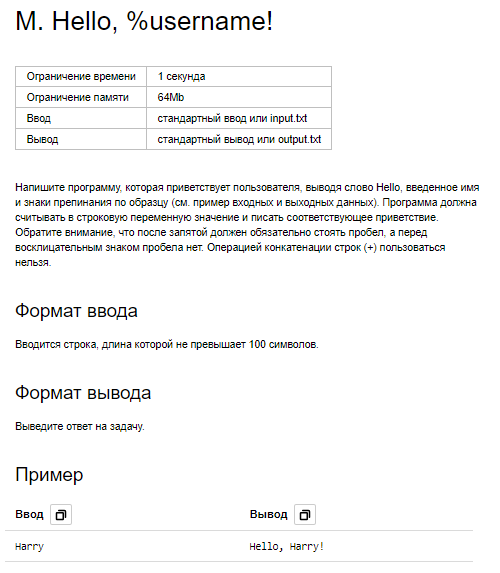 M. Hello, %username!
Ограничение времени 1 секунда
Ограничение памяти 64Mb
Ввод стандартный ввод или input.txt
Вывод стандартный вывод или output.txt
Напишите программу, которая приветствует пользователя, выводя слово Hello, введенное имя
и знаки препинания по образцу (см. пример входных и выходных данных). Программа должна
считывать в строковую переменную значение и писать соответствующее приветствие.
Обратите внимание, что после запятой должен обязательно стоять пробел, а перед
восклицательным знаком пробела нет. Операцией конкатенации строк (+) пользоваться
нельзя.
Формат ввода
Вводится строка, длина которой не превышает 100 символов.
Формат вывода
Выведите ответ на задачу.
Пример
Ввод Вывод
Harry Hello, Harry!